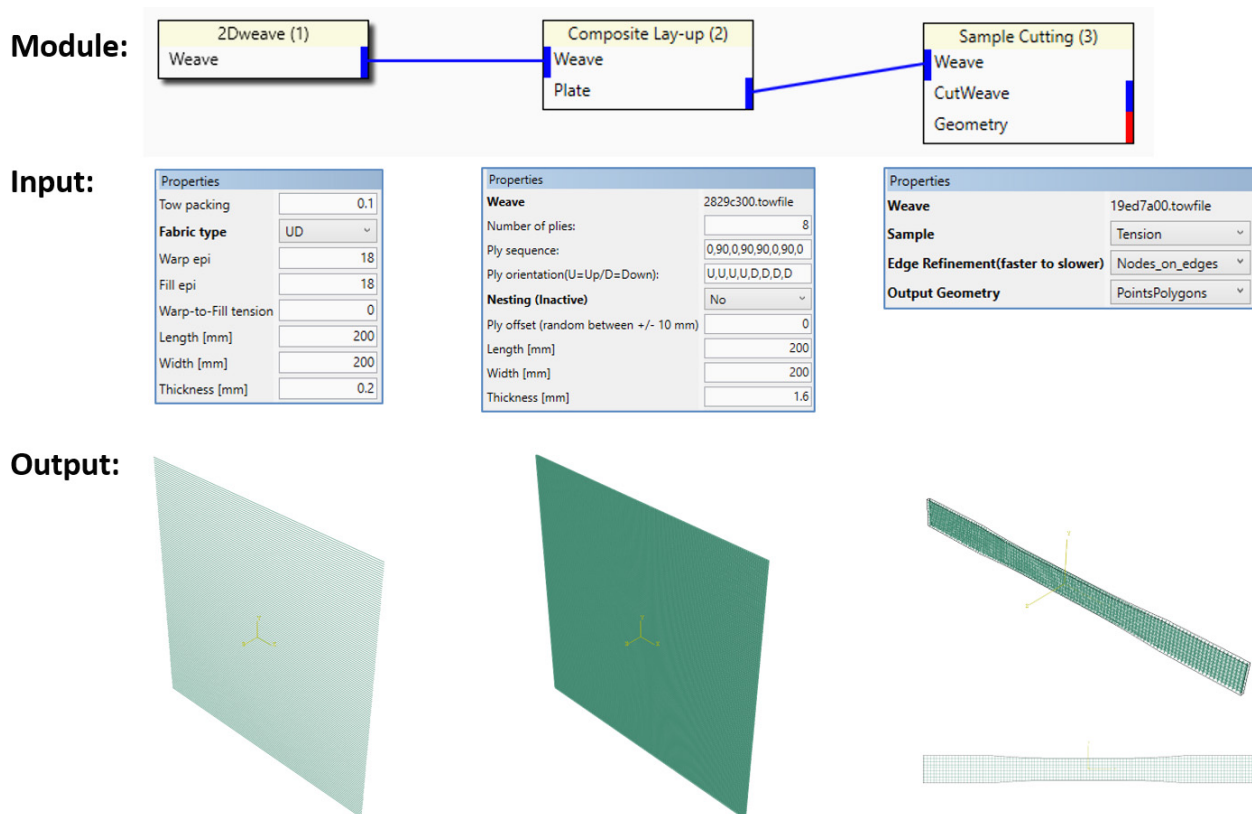 Module:
2Dweave (1)
Weave
Composite Lay-up (2)
Weave
Plate
Sample Cutting (3)
Weave
CutWeave
Geometry
Input:
Properties
Tow packing 0.1
Fabric type UD
Warp epi 18
Fill epi 18
Warp-to-Fill tension 0
Length [mm] 200
Width [mm] 200
Thickness [mm] 0.2
Properties
Weave 2829c300.towfile
Number of plies: 8
Ply sequence: 0,90,0,90,90,0,90,0
Ply orientation(U=Up/D=Down): U,U,U,U,D,D,D,D
Nesting (Inactive) No
Ply offset (random between +/- 10 mm) 0
Length [mm] 200
Width [mm] 200
Thickness [mm] 1.6
Properties
Weave 19ed7a00.towfile
Sample Tension
Edge Refinement(faster to slower) Nodes_on_edges
Output Geometry PointsPolygons
Output: